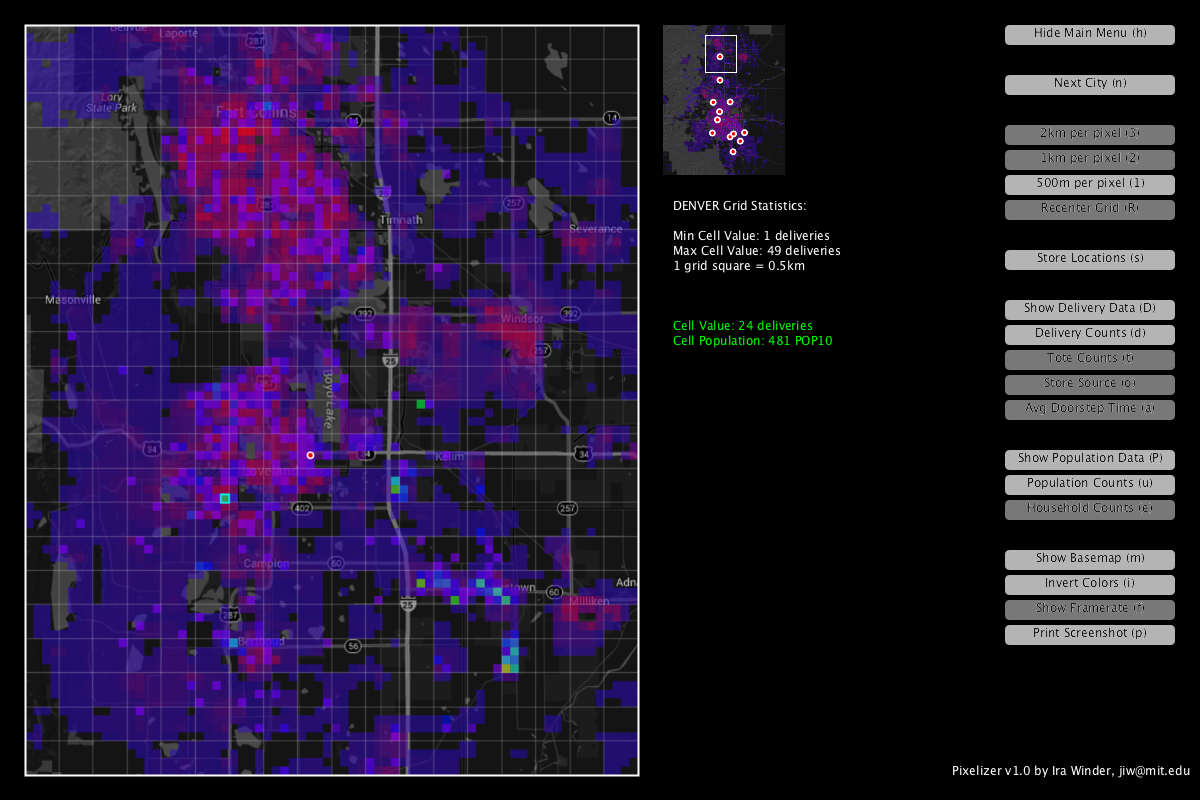 Bellvue
Laporte
287
Lory
State Park
Fort Collins
14
14
25
287
257
Timnath
Severance
Masonville
392
392
Windsor
257
25
287
Boyd Lake
34
34
34
Kelim
Loveland
402
257
Campion
60
town
60
Adn
Milliken
25
287
Berthoud
56
DENVER Grid Statistics:
Min Cell Value: 1 deliveries
Max Cell Value: 49 deliveries
1 grid square = 0.5km
Cell Value: 24 deliveries
Cell Population: 481 POP10
Hide Main Menu (h)
Next City (n)
2km per pixel (3)
1km per pixel (2)
500m per pixel (1)
Recenter Grid (R)
Store Locations (s)
Show Delivery Data (D)
Delivery Counts (d)
Tote Counts (t)
Store Source (o)
Avg Doorstep Time (a)
Show Population Data (P)
Population Counts (u)
Household Counts (e)
Show Basemap (m)
Invert Colors (i)
Show Framerate (f)
Print Screenshot (p)
Pixelizer v1.0 by Ira Winder, jiw@mit.edu